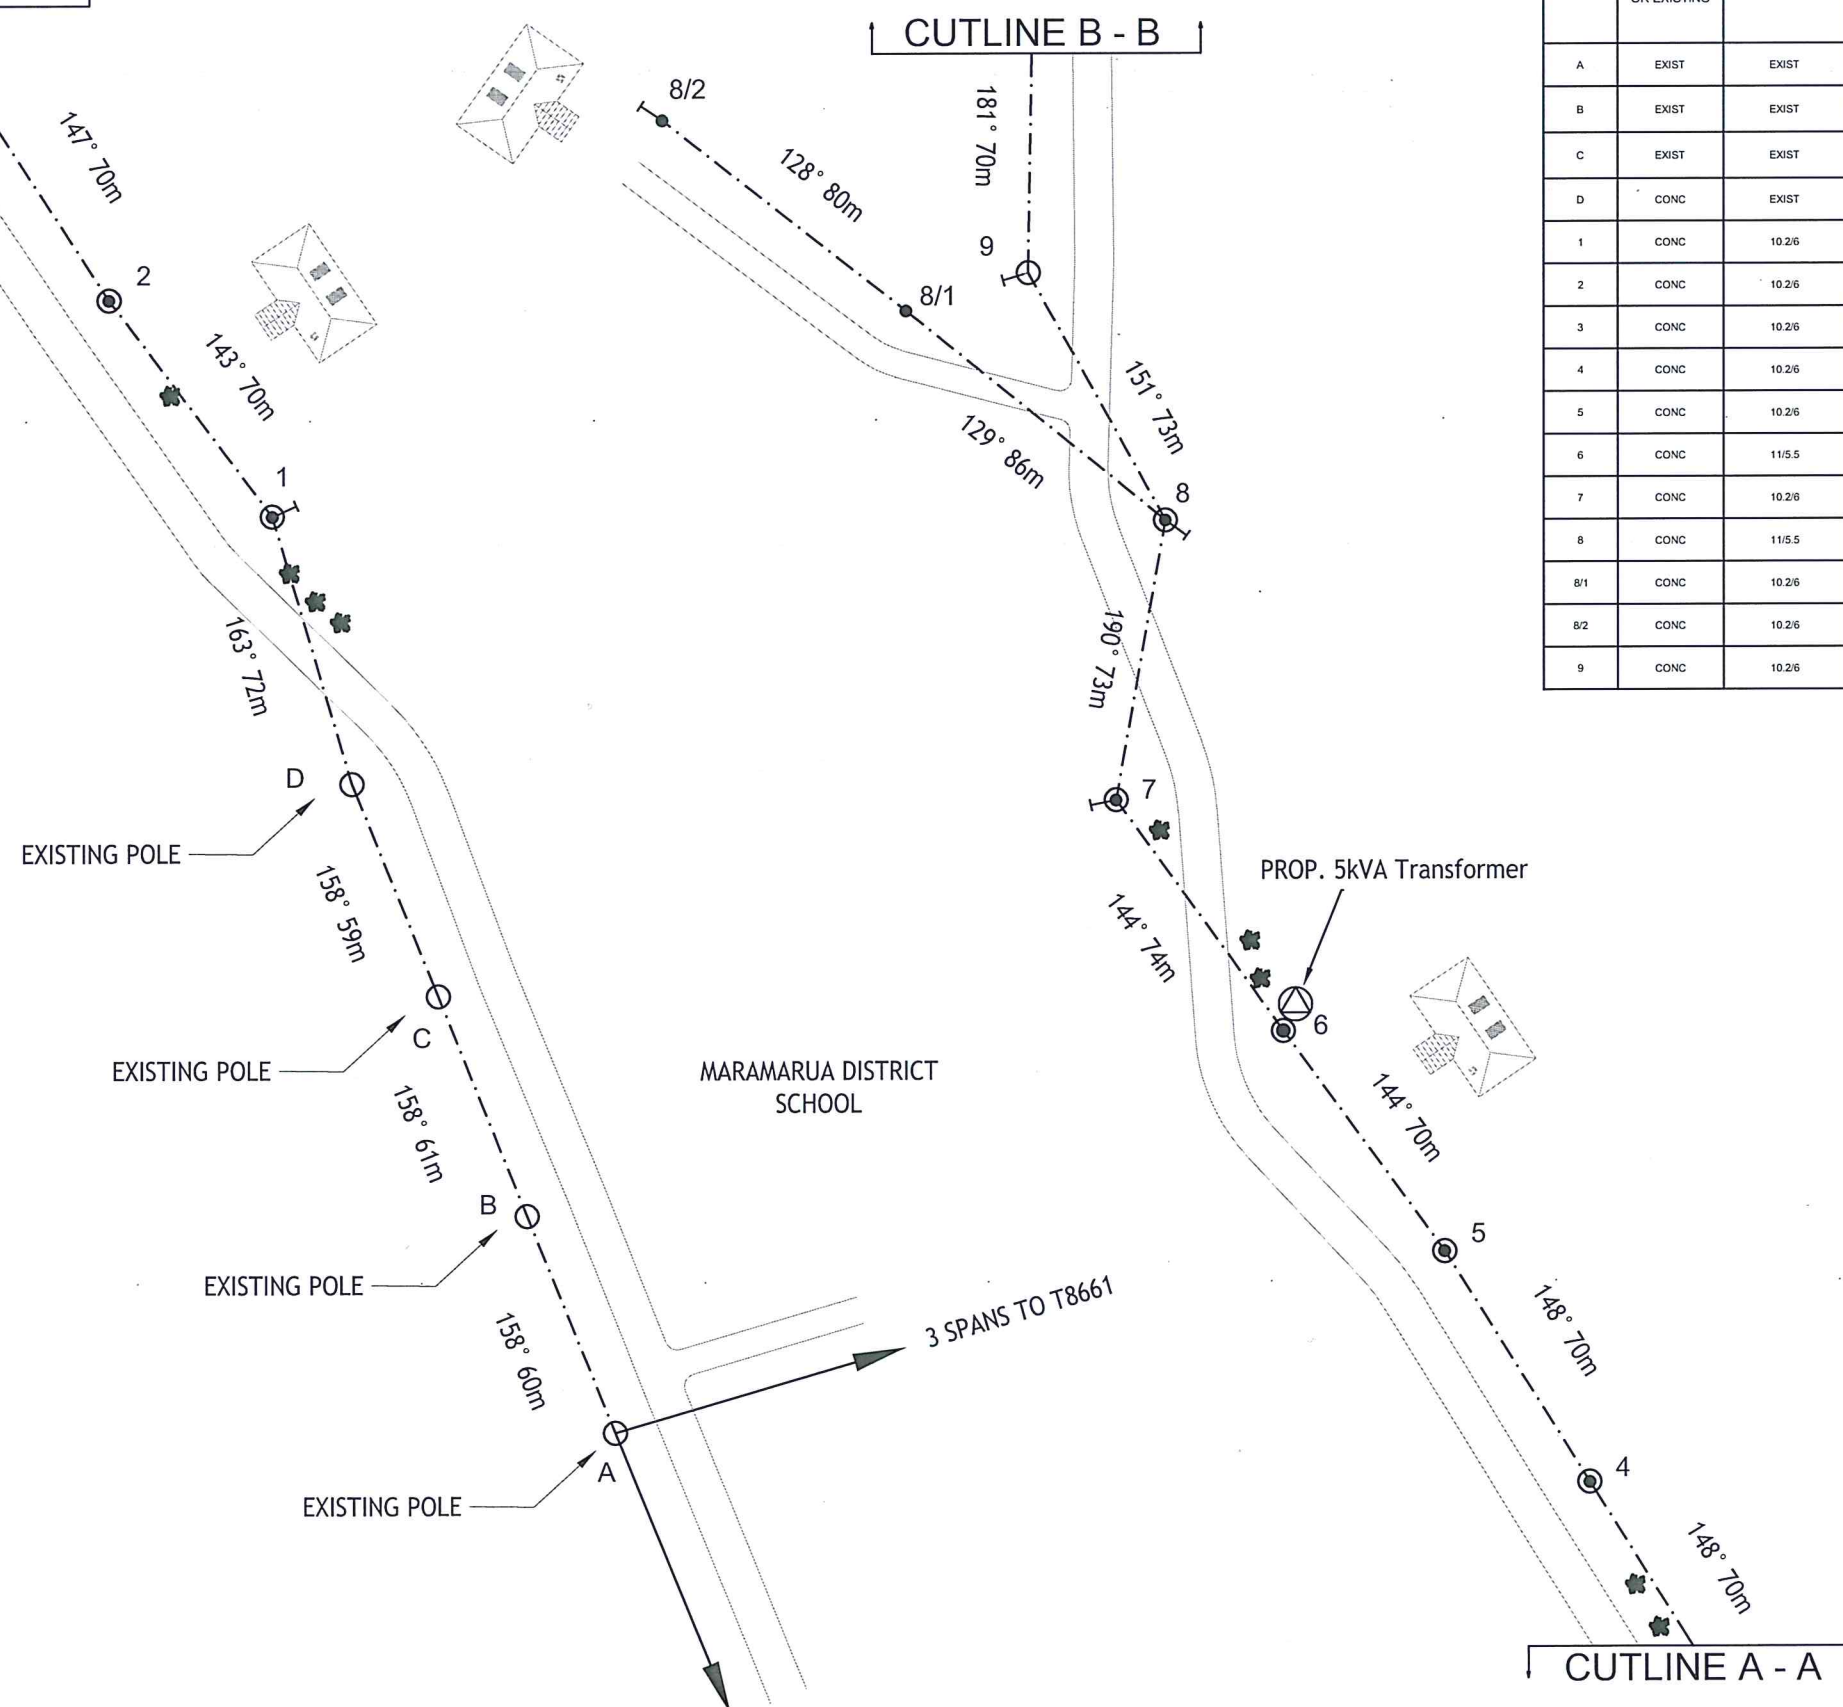 CUTLINE B - B
8/2
147° 70m
128° 80m
181° 70m
9
2
8/1
143° 70m
151° 73m
129° 86m
1
8
163° 72m
190° 73m
D
7
EXISTING POLE
PROP. 5kVA Transformer
158° 59m
144° 74m
6
C
EXISTING POLE
MARAMARUA DISTRICT
SCHOOL
144° 70m
158° 61m
B
5
EXISTING POLE
3 SPANS TO T8661
148° 70m
158° 60m
A
4
EXISTING POLE
148° 70m
CUTLINE A - A
OR EXISTING
A EXIST EXIST
B EXIST EXIST
C EXIST EXIST
D CONC EXIST
1 CONC 10.2/6
2 CONC 10.2/6
3 CONC 10.2/6
4 CONC 10.2/6
5 CONC 10.2/6
6 CONC 11/5.5
7 CONC 10.2/6
8 CONC 11/5.5
8/1 CONC 10.2/6
8/2 CONC 10.2/6
9 CONC 10.2/6